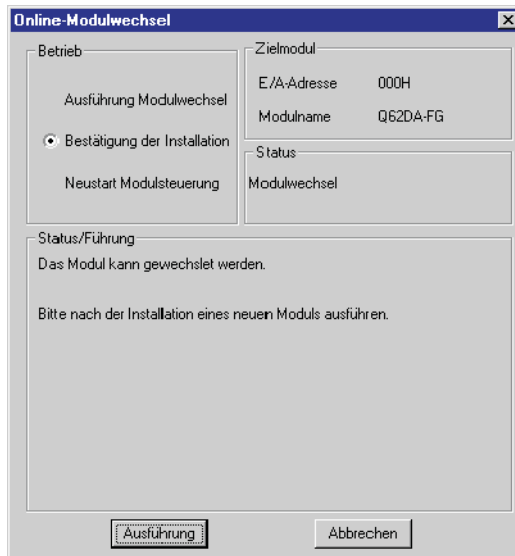 Online-Modulwechsel
Betrieb
Ausführung Modulwechsel
Bestätigung der Installation
Neustart Modulsteuerung
Zielmodul
E/A-Adresse 000H
Modulname Q62DA-FG
Status
Modulwechsel
Status/Führung
Das Modul kann gewechslet werden.
Bitte nach der Installation eines neuen Moduls ausführen.
Ausführung Abbrechen